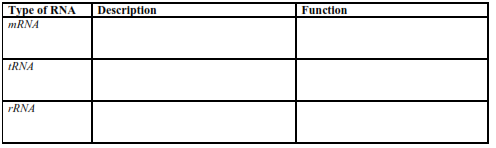 Type of RNA Description Function
mRNA
tRNA
rRNA